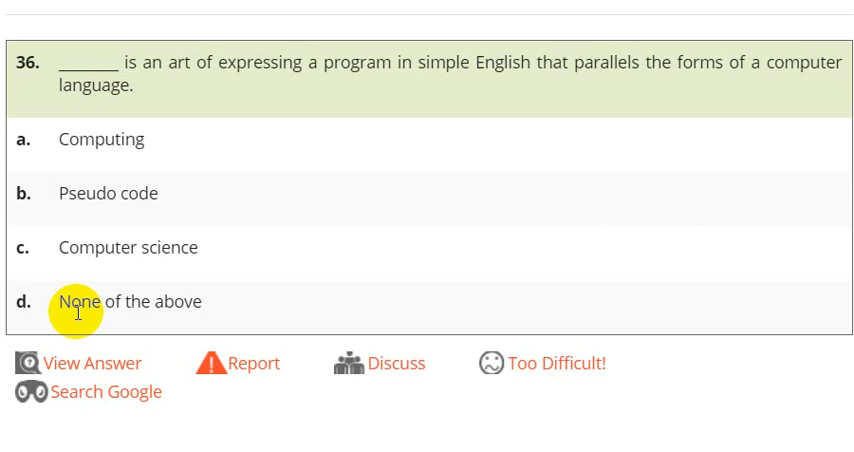 36. ________ is an art of expressing a program in simple English that parallels the forms of a computer
language.
a. Computing
b. Pseudo code
c. Computer science
d. None of the above
View Answer Report Discuss Too Difficult!
Search Google